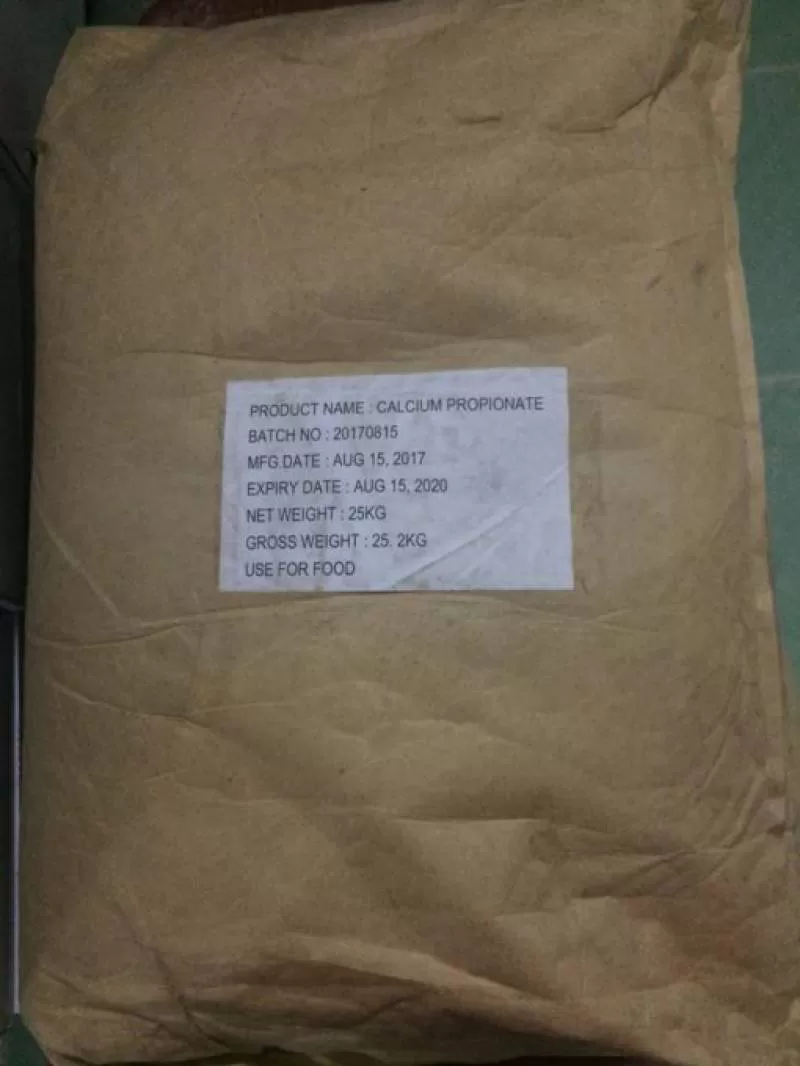 PRODUCT NAME : CALCIUM PROPIONATE
BATCH NO : 20170815
MFG.DATE : AUG 15, 2017
EXPIRY DATE : AUG 15, 2020
NET WEIGHT : 25KG
GROSS WEIGHT : 25. 2KG
USE FOR FOOD